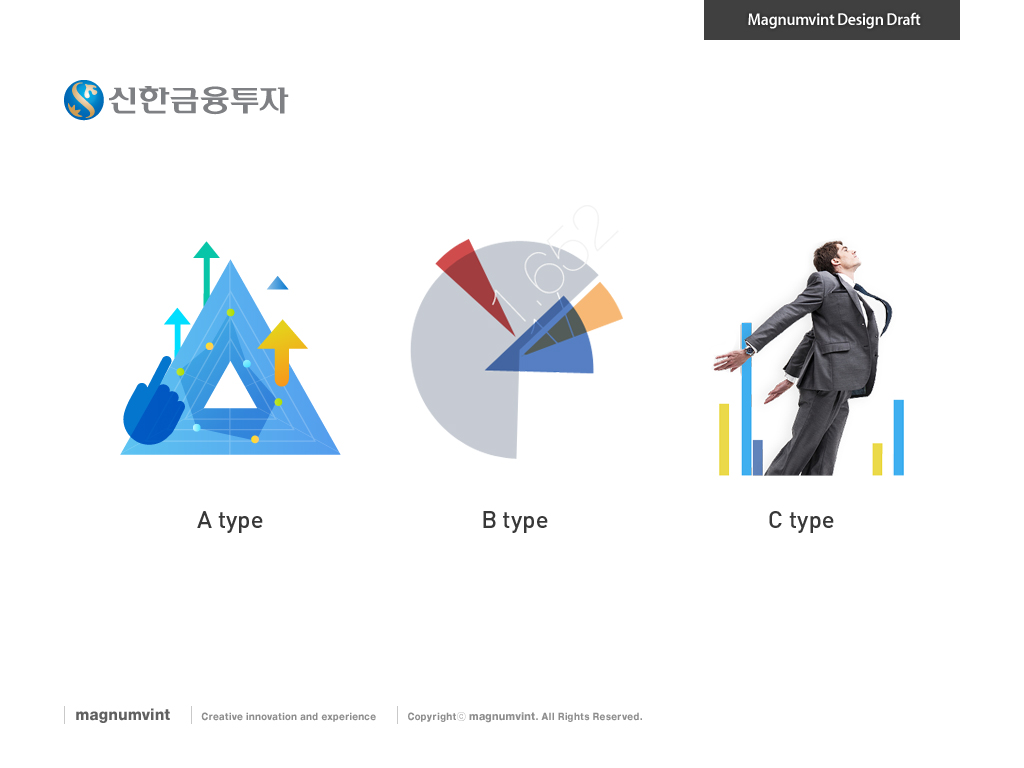 Magnumvint Design Draft
신한금융투자
1.652
A type
B type
C type
magnumvint
Creative innovation and experience
Copyrightⓒ magnumvint. All Rights Reserved.